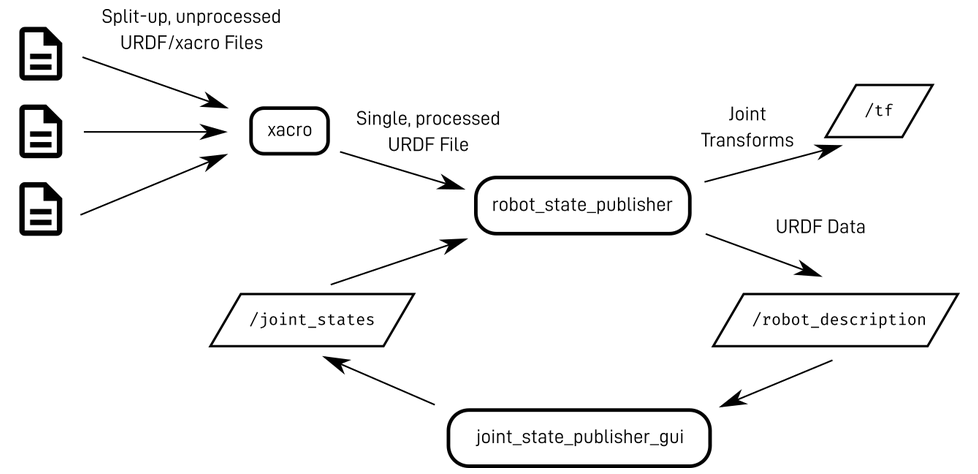 Split-up, unprocessed
URDF/xacro Files
xacro
Single, processed
URDF File
Joint
Transforms
/tf
robot_state_publisher
URDF Data
/joint_states
/robot_description
joint_state_publisher_gui